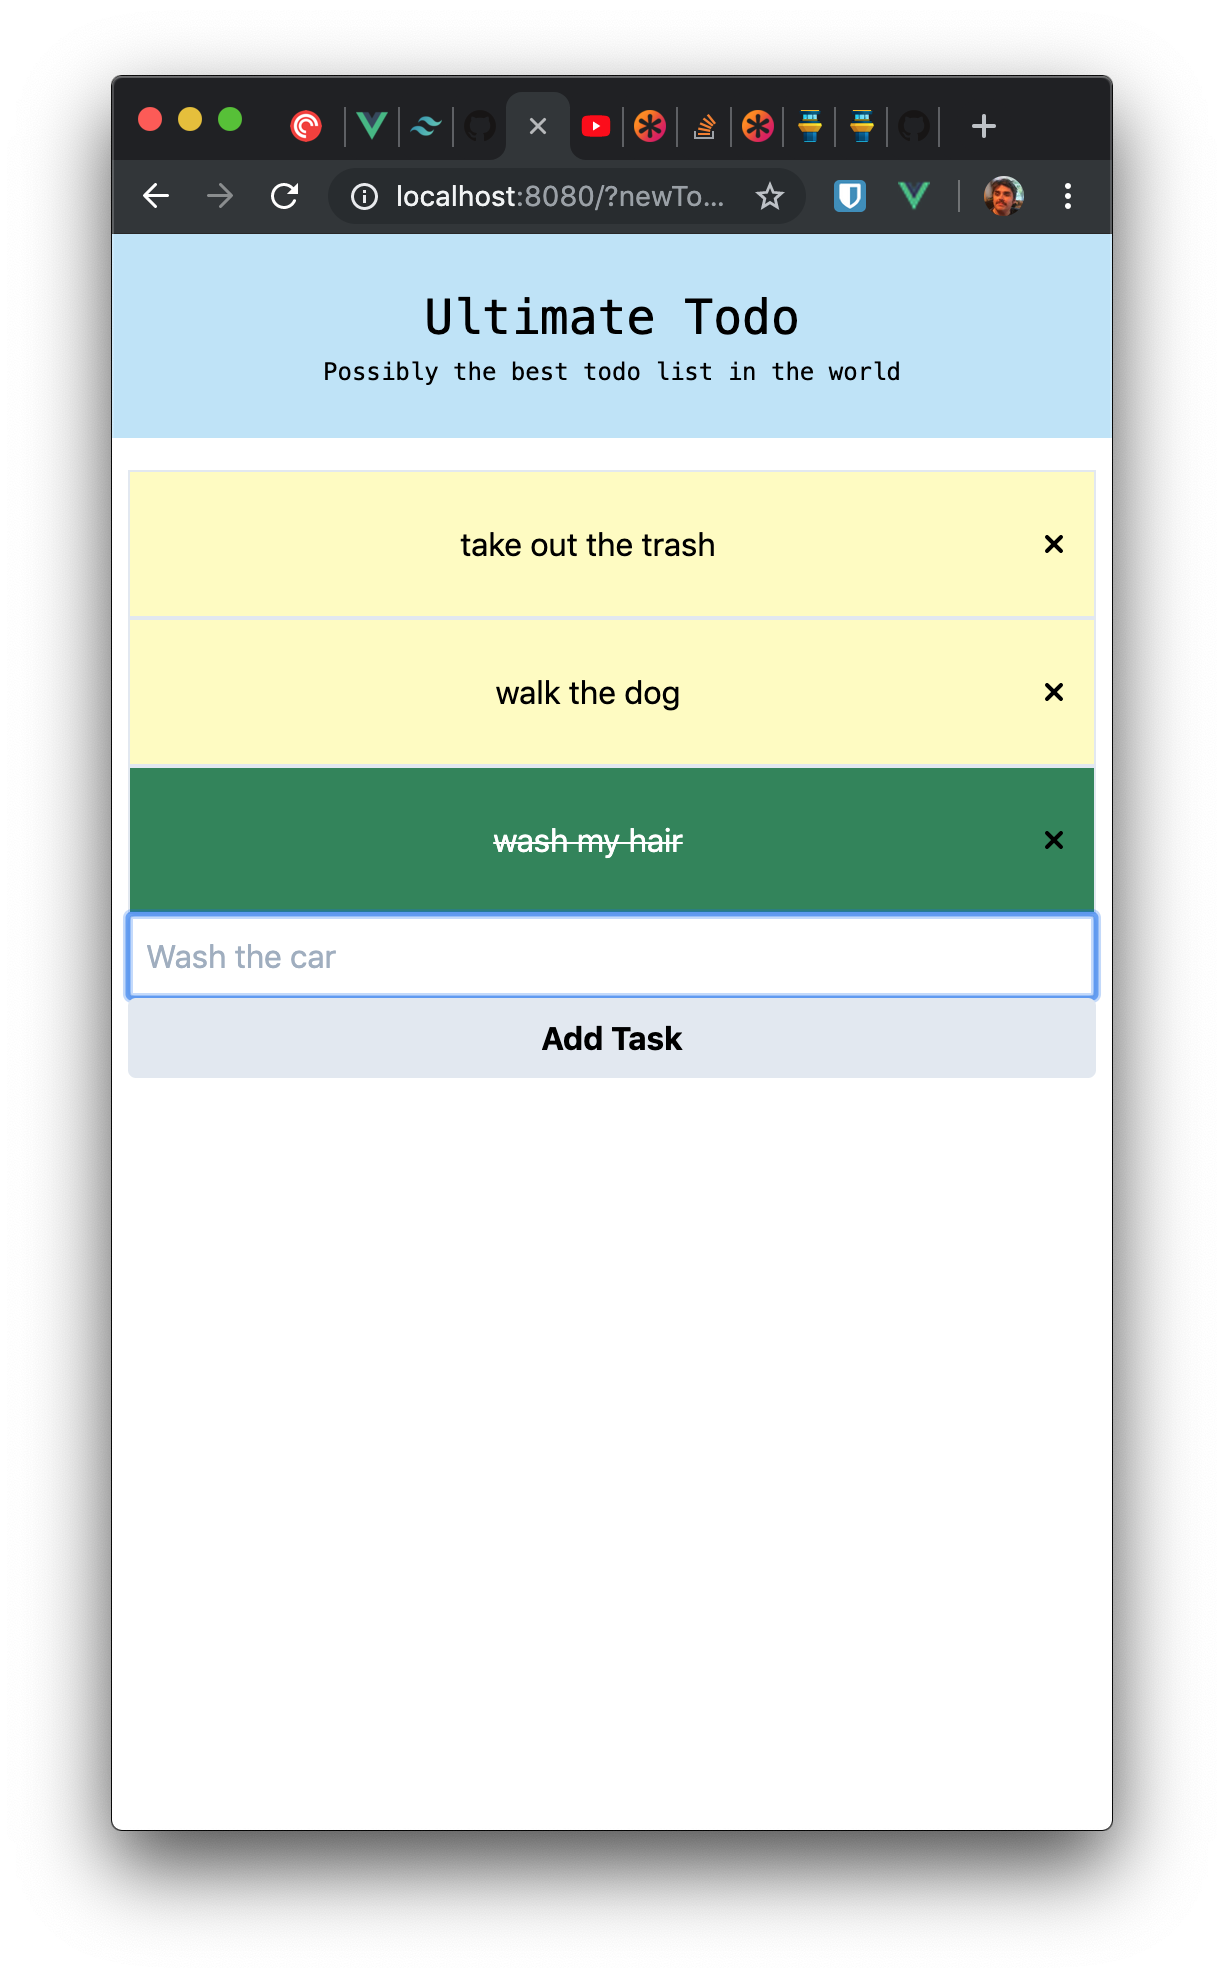 localhost:8080/?newTo...
Ultimate Todo
Possibly the best todo list in the world
take out the trash
walk the dog
wash my hair
Wash the car
Add Task